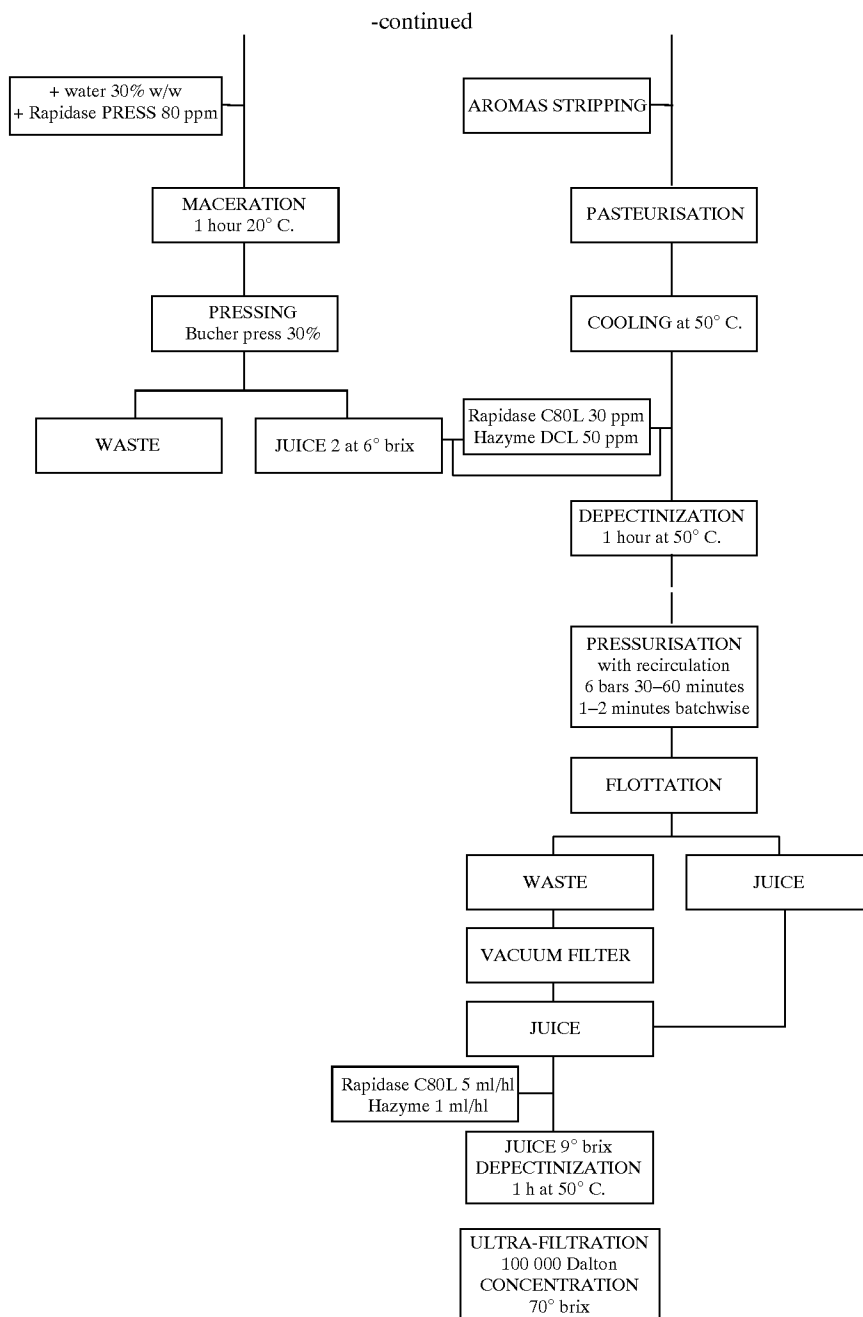 -continued
+ water 30% w/w
+ Rapidase PRESS 80 ppm
AROMAS STRIPPING
MACERATION
1 hour 20° C.
PASTEURISATION
PRESSING
Bucher press 30%
COOLING at 50° C.
WASTE
JUICE 2 at 6° brix
Rapidase C80L 30 ppm
Hazyme DCL 50 ppm
DEPECTINIZATION
1 hour at 50° C.
PRESSURISATION
with recirculation
6 bars 30–60 minutes
1–2 minutes batchwise
FLOTTATION
WASTE
JUICE
VACUUM FILTER
JUICE
Rapidase C80L 5 ml/hl
Hazyme 1 ml/hl
JUICE 9° brix
DEPECTINIZATION
1 h at 50° C.
ULTRA-FILTRATION
100 000 Dalton
CONCENTRATION
70° brix